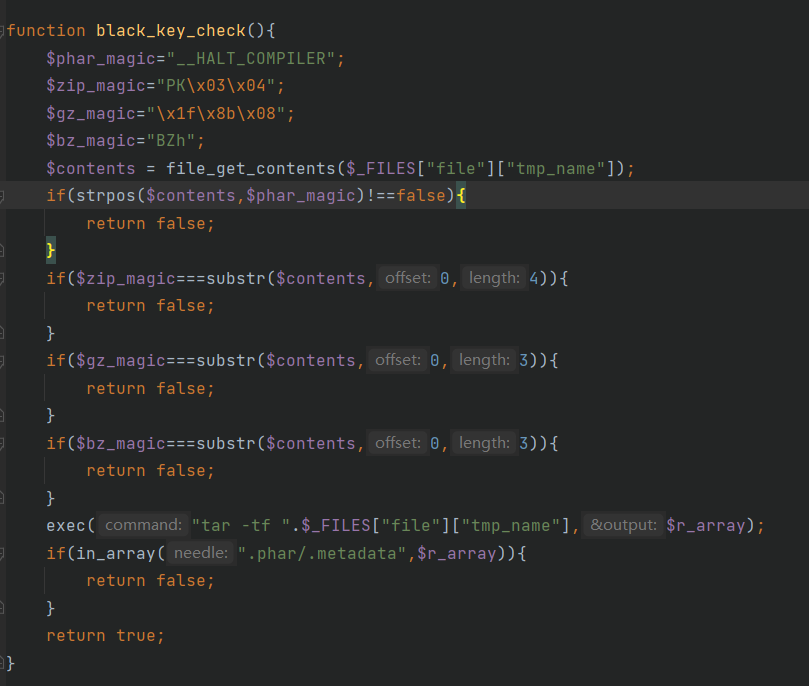 function black_key_check(){
    $phar_magic="__HALT_COMPILER";
    $zip_magic="PK\x03\x04";
    $gz_magic="\x1f\x8b\x08";
    $bz_magic="BZh";
    $contents = file_get_contents($_FILES["file"]["tmp_name"]);
    if(strpos($contents,$phar_magic)!==false){
        return false;
    }
    if($zip_magic===substr($contents, offset: 0, length: 4)){
        return false;
    }
    if($gz_magic===substr($contents, offset: 0, length: 3)){
        return false;
    }
    if($bz_magic===substr($contents, offset: 0, length: 3)){
        return false;
    }
    exec( command: "tar -tf ".$_FILES["file"]["tmp_name"], &output: $r_array);
    if(in_array( needle: ".phar/.metadata",$r_array)){
        return false;
    }
    return true;
}